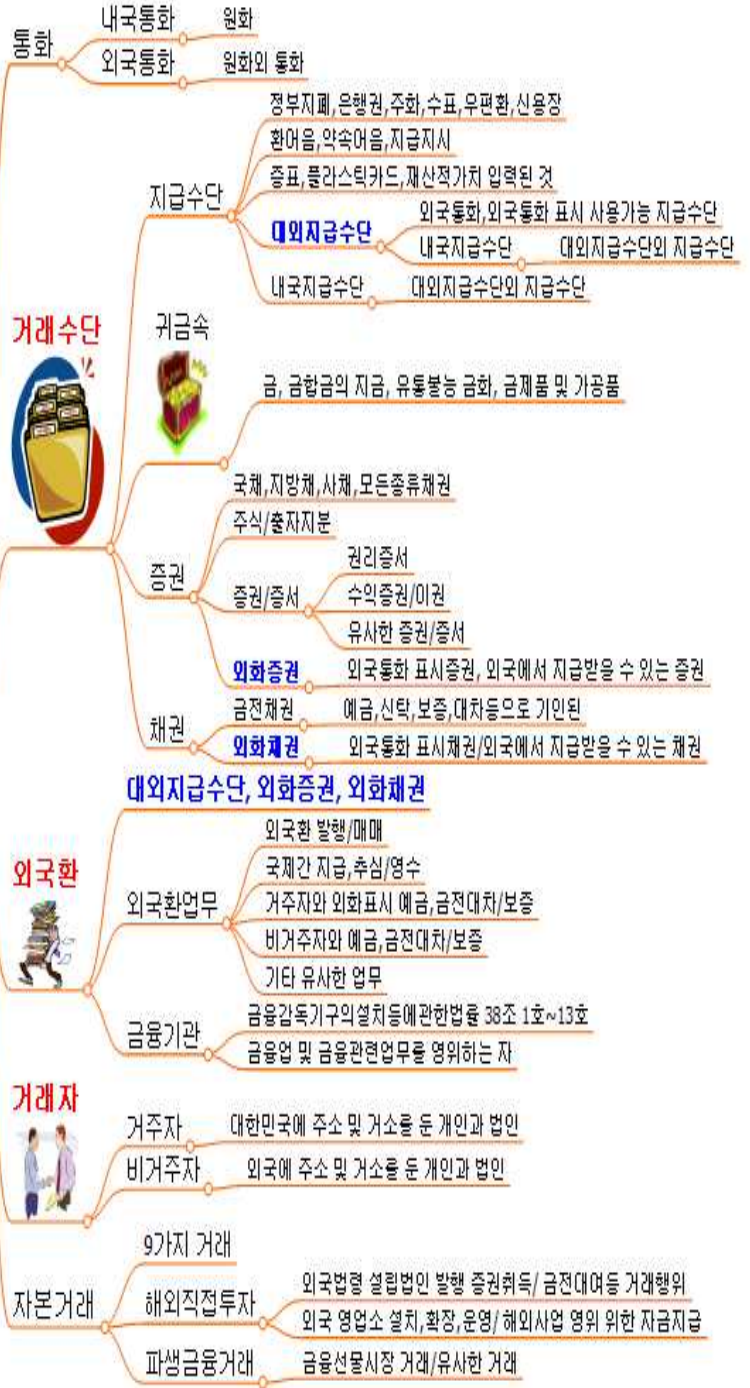 통화
내국통화
원화
외국통화
원화외 통화
거래수단
지급수단
정부지폐,은행권,주화,수표,우편환,신용장
환어음,약속어음,지급지시
증표,플라스틱카드,재산적가치 입력된 것
대외지급수단
외국통화,외국통화 표시 사용가능 지급수단
내국지급수단
대외지급수단외 지급수단
내국지급수단
대외지급수단외 지급수단
귀금속
금, 금합금의 지금, 유통불능 금화, 금제품 및 가공품
증권
국채,지방채,사채,모든종류채권
주식/출자지분
증권/증서
권리증서
수익증권/이권
유사한 증권/증서
외화증권
외국통화 표시증권, 외국에서 지급받을 수 있는 증권
채권
금전채권
예금,신탁,보증,대차등으로 기인된
외화채권
외국통화 표시채권/외국에서 지급받을 수 있는 채권
외국환
대외지급수단, 외화증권, 외화채권
외국환업무
외국환 발행/매매
국제간 지급,추심/영수
거주자와 외화표시 예금,금전대차/보증
비거주자와 예금,금전대차/보증
기타 유사한 업무
금융기관
금융감독기구의설치등에관한법률 38조 1호~13호
금융업 및 금융관련업무를 영위하는 자
거래자
거주자
대한민국에 주소 및 거소를 둔 개인과 법인
비거주자
외국에 주소 및 거소를 둔 개인과 법인
자본거래
9가지 거래
해외직접투자
외국법령 설립법인 발행 증권취득/ 금전대여등 거래행위
외국 영업소 설치,확장,운영/ 해외사업 영위 위한 자금지급
파생금융거래
금융선물시장 거래/유사한 거래